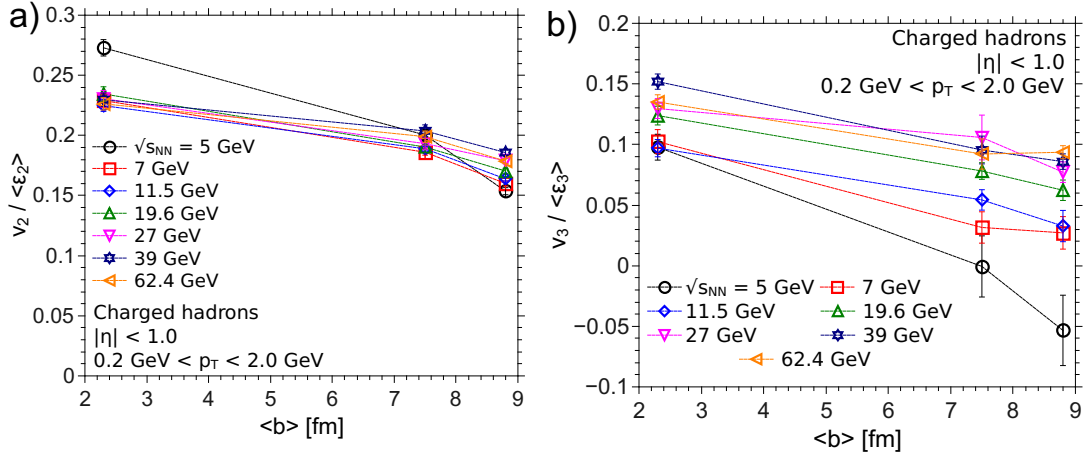 a)
0.3
0.25
0.2
0.15
0.1
0.05
0
v₂ / <ε₂>
√sNN = 5 GeV
7 GeV
11.5 GeV
19.6 GeV
27 GeV
39 GeV
62.4 GeV
Charged hadrons
|η| < 1.0
0.2 GeV < pT < 2.0 GeV
2 3 4 5 6 7 8 9
<b> [fm]
b)
0.2
0.15
0.1
0.05
0
−0.05
−0.1
v₃ / <ε₃>
Charged hadrons
|η| < 1.0
0.2 GeV < pT < 2.0 GeV
√sNN = 5 GeV 7 GeV
11.5 GeV 19.6 GeV
27 GeV 39 GeV
62.4 GeV
2 3 4 5 6 7 8 9
<b> [fm]